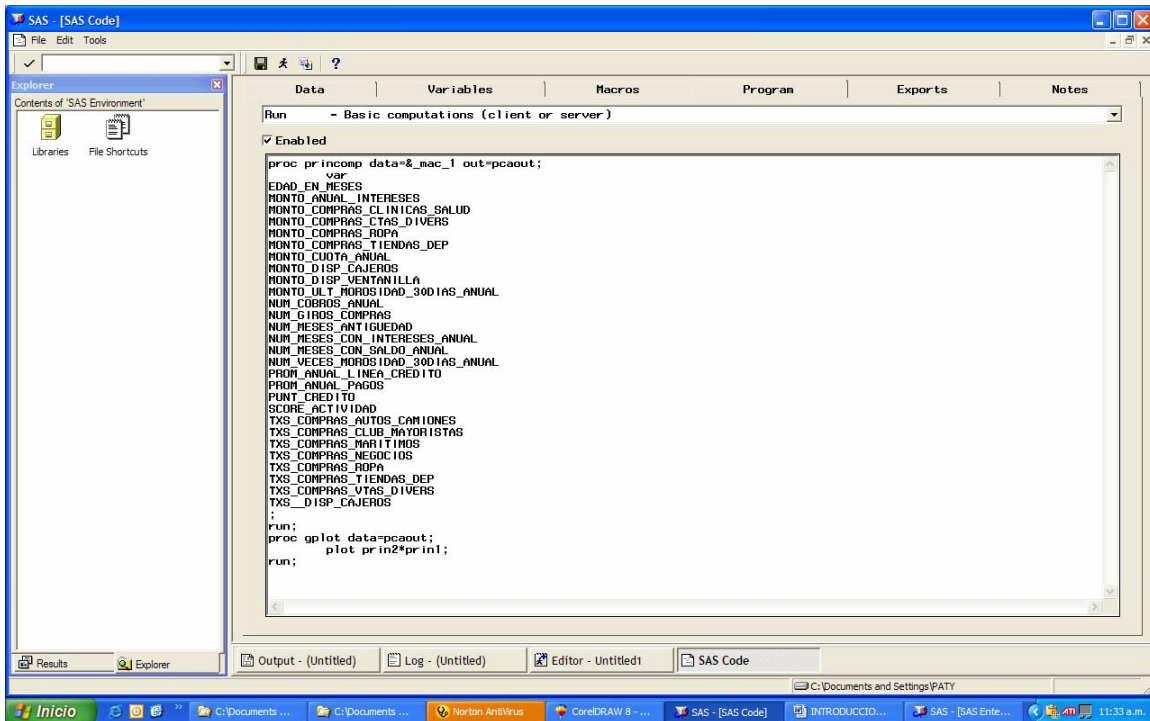 SAS - [SAS Code]
File Edit Tools
Explorer
Contents of 'SAS Environment'
Libraries
File Shortcuts
Data Variables Macros Program Exports Notes
Run - Basic computations (client or server)
Enabled
proc princomp data=&_mac_1 out=pcaout;
var
EDAD_EN_MESES
MONTO_ANUAL_INTERESES
MONTO_COMPRAS_CLINICAS_SALUD
MONTO_COMPRAS_CTAS_DIVERS
MONTO_COMPRAS_ROPA
MONTO_COMPRAS_TIENDAS_DEP
MONTO_CUOTA_ANUAL
MONTO_DISP_CAJEROS
MONTO_DISP_VENTANILLA
MONTO_ULT_MOROSIDAD_30DIAS_ANUAL
NUM_COBROS_ANUAL
NUM_GIROS_COMPRAS
NUM_MESES_ANTIGUEDAD
NUM_MESES_CON_INTERESES_ANUAL
NUM_MESES_CON_SALDO_ANUAL
NUM_VECES_MOROSIDAD_30DIAS_ANUAL
PROM_ANUAL_LINEA_CREDITO
PROM_ANUAL_PAGOS
PUNT_CREDITO
SCORE_ACTIVIDAD
TXS_COMPRAS_AUTOS_CAMIONES
TXS_COMPRAS_CLUB_MAYORISTAS
TXS_COMPRAS_MARITIMOS
TXS_COMPRAS_NEGOCIOS
TXS_COMPRAS_ROPA
TXS_COMPRAS_TIENDAS_DEP
TXS_COMPRAS_VTAS_DIVERS
TXS__DISP_CAJEROS
;
run;
proc gplot data=pcaout;
plot prin2*prin1;
run;
Results Explorer
Output - (Untitled) Log - (Untitled) Editor - Untitled1 SAS Code
C:\Documents and Settings\PATY
Inicio C:\Documents ... C:\Documents ... Norton AntiVirus CorelDRAW 8 - ... SAS - [SAS Code] INTRODUCCIO... SAS - [SAS Ente... 11:33 a.m.